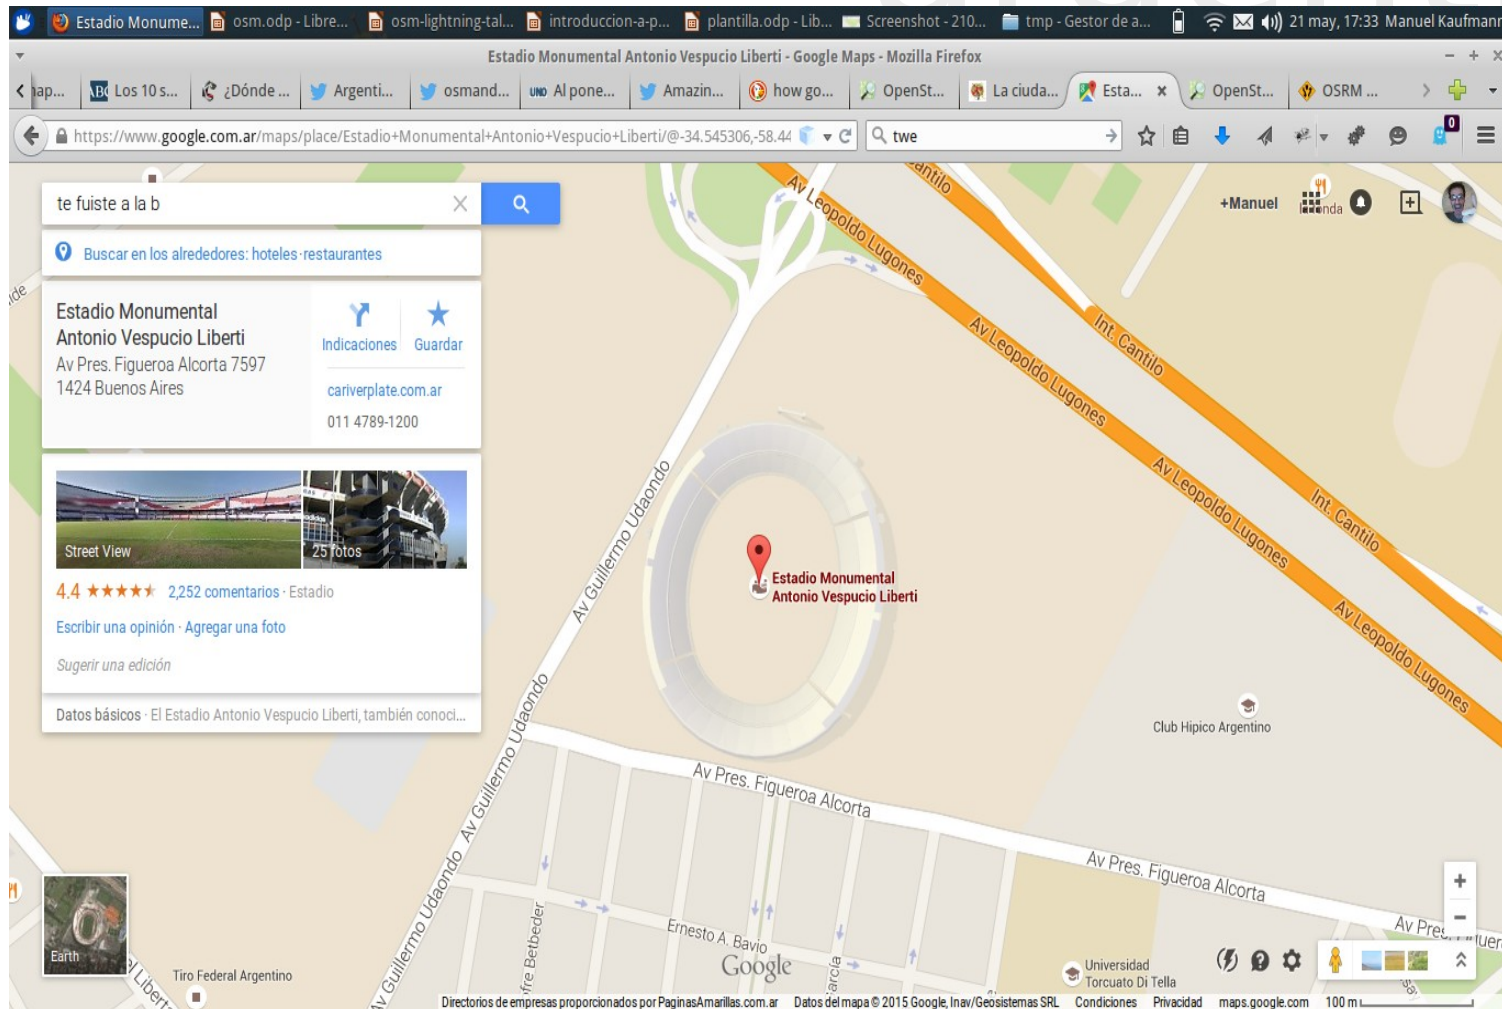 Estadio Monume...
osm.odp - Libre...
osm-lightning-tal...
introduccion-a-p...
plantilla.odp - Lib...
Screenshot - 210...
tmp - Gestor de a...
21 may, 17:33 Manuel Kaufmann
Estadio Monumental Antonio Vespucio Liberti - Google Maps - Mozilla Firefox
ABC Los 10 s...
¿Dónde ...
Argenti...
osmand...
UNO Al pone...
Amazin...
how go...
OpenSt...
La ciuda...
Esta...
OpenSt...
OSRM ...
https://www.google.com.ar/maps/place/Estadio+Monumental+Antonio+Vespucio+Liberti/@-34.545306,-58.44
twe
0
te fuiste a la b
+Manuel
Buscar en los alrededores: hoteles · restaurantes
Estadio Monumental
Antonio Vespucio Liberti
Av Pres. Figueroa Alcorta 7597
1424 Buenos Aires
Indicaciones
Guardar
cariverplate.com.ar
011 4789-1200
Street View
25 fotos
4.4
2,252 comentarios · Estadio
Escribir una opinión · Agregar una foto
Sugerir una edición
Datos básicos · El Estadio Antonio Vespucio Liberti, también conoci...
Av Leopoldo Lugones
Cantilo
Av Leopoldo Lugones
Int. Cantilo
Av Leopoldo Lugones
Int. Cantilo
Av Leopoldo Lugones
Av Guillermo Udaondo
Estadio Monumental
Antonio Vespucio Liberti
Av Guillermo Udaondo
Club Hipico Argentino
Av Pres. Figueroa Alcorta
Av Pres. Figueroa Alcorta
Av Guillermo Udaondo
Ernesto A. Bavio
Google
García
Earth
Tiro Federal Argentino
Universidad
Torcuato Di Tella
Directorios de empresas proporcionados por PaginasAmarillas.com.ar
Datos del mapa © 2015 Google, Inav/Geosistemas SRL
Condiciones
Privacidad
maps.google.com
100 m